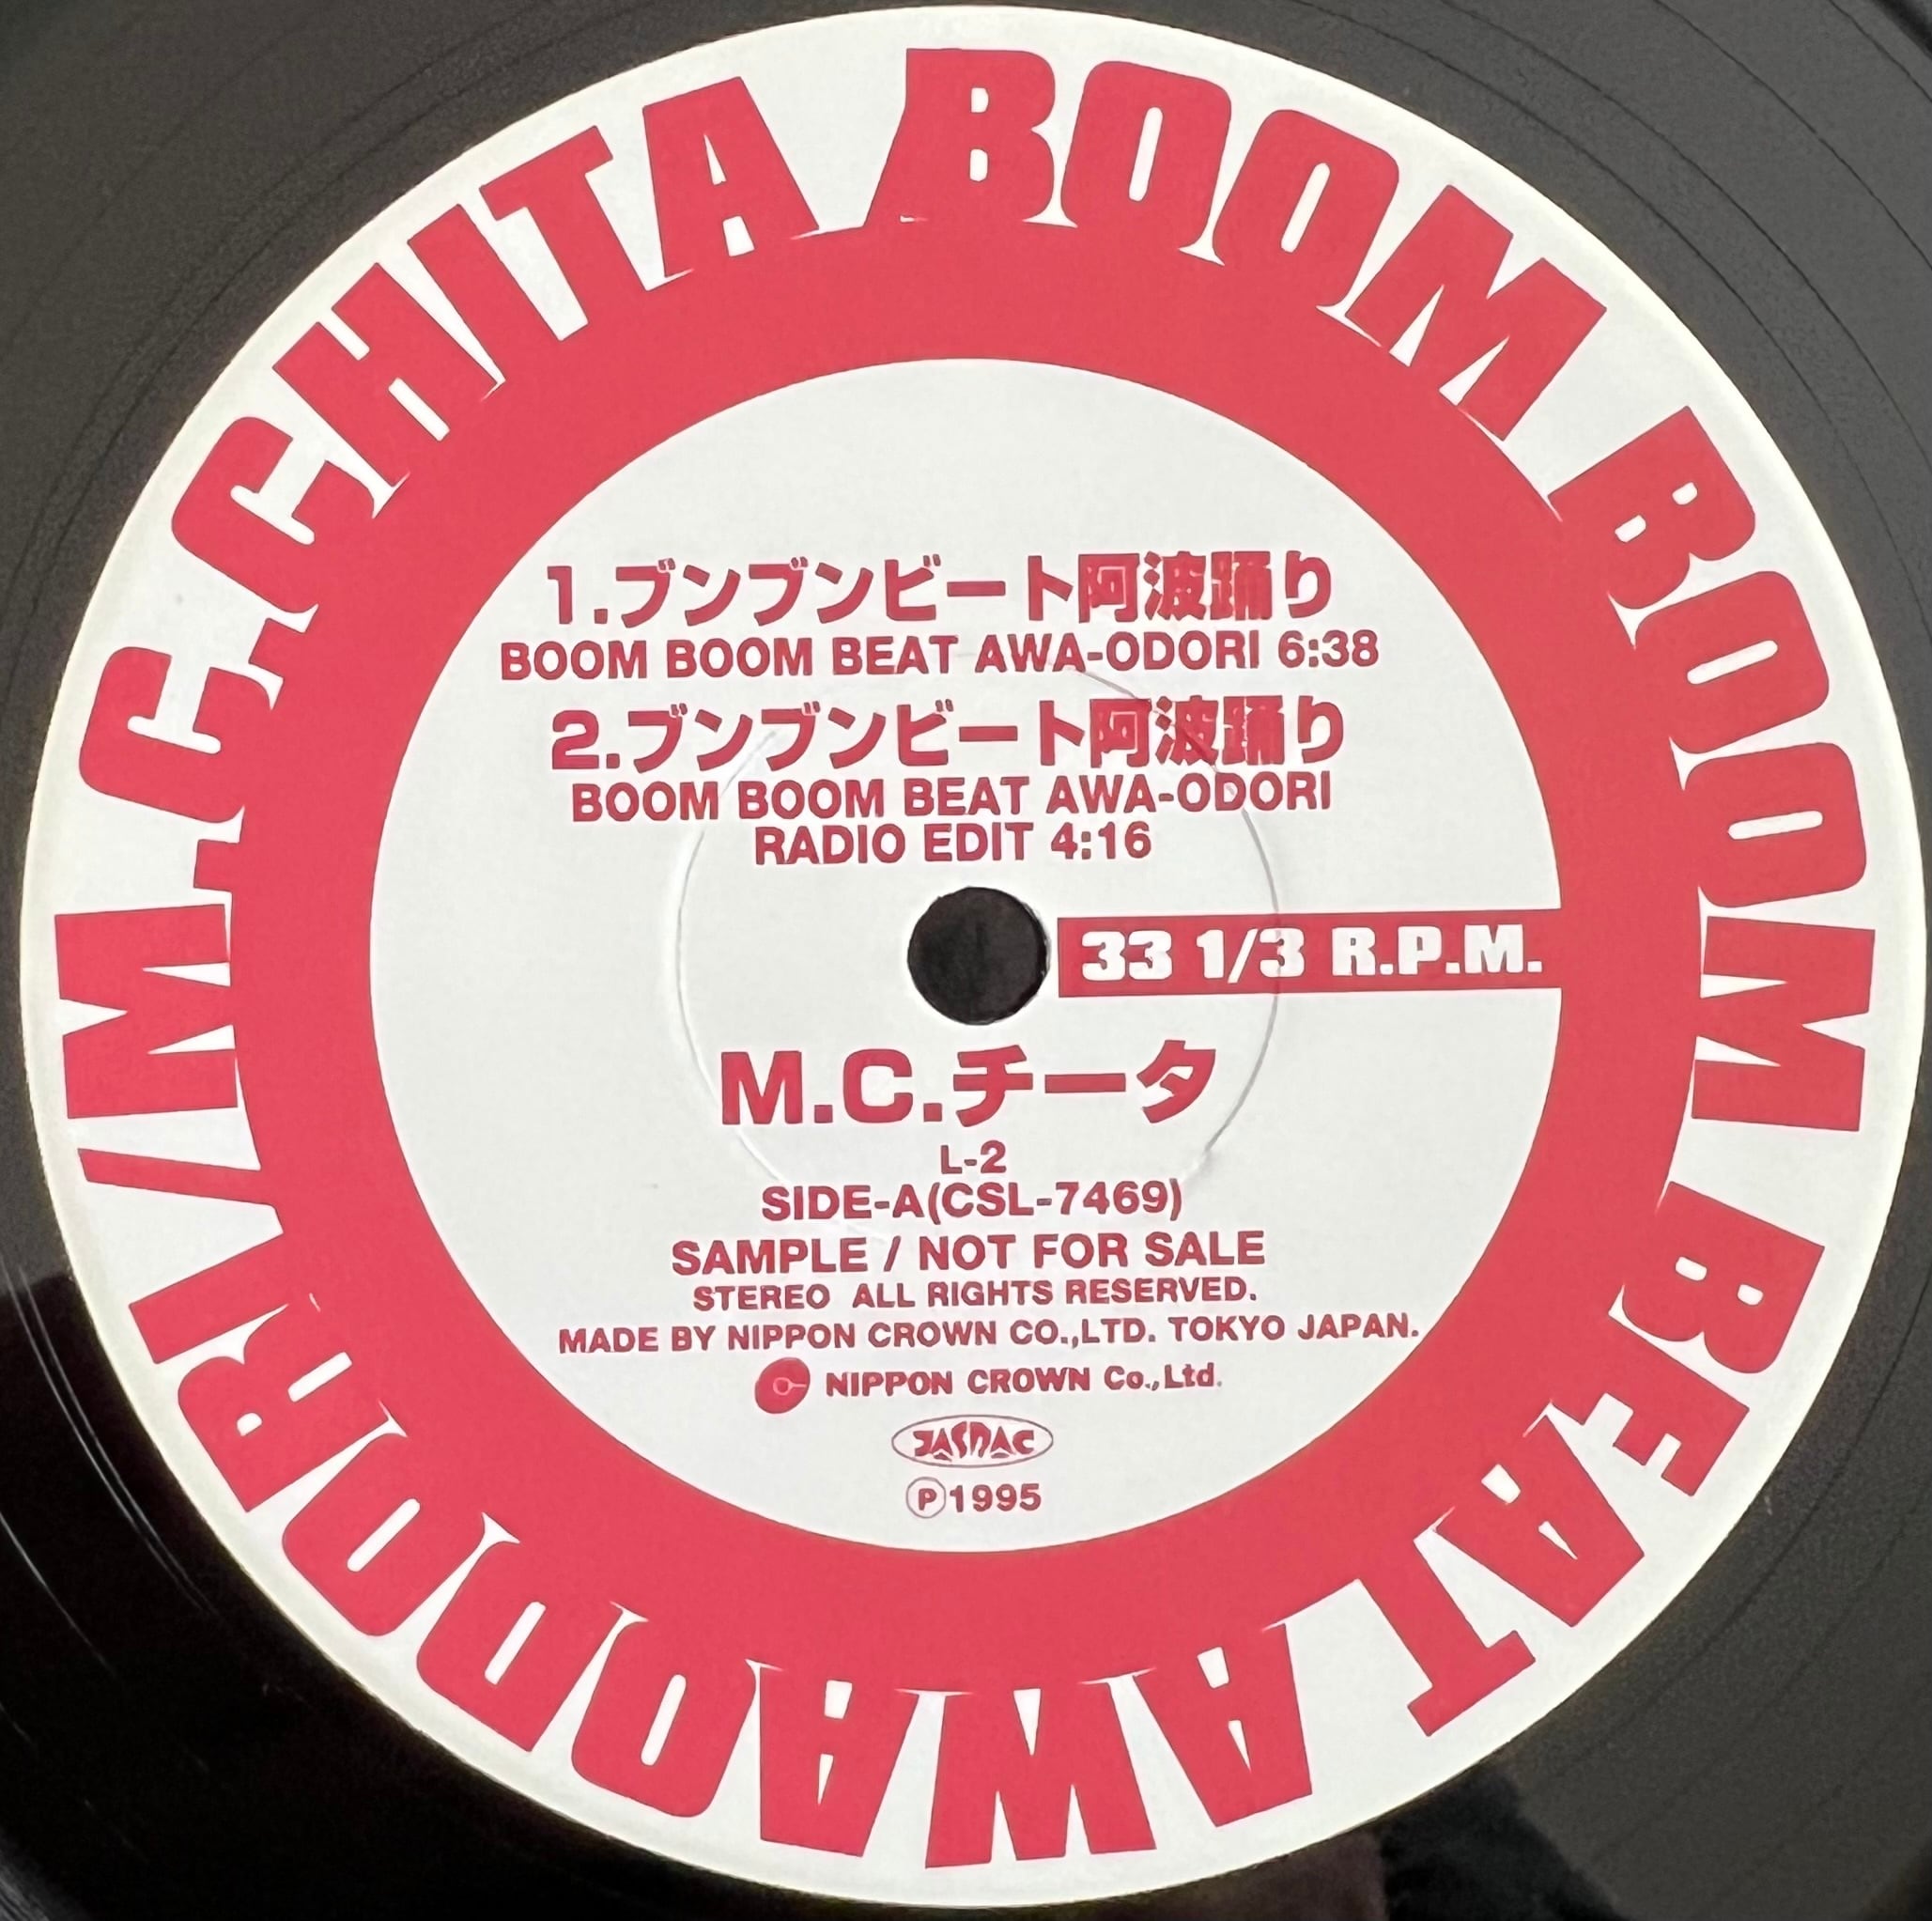 BOOM BOOM BEAT AWAODORI/M.C.CHITA
1.ブンブンビート阿波踊り
BOOM BOOM BEAT AWA-ODORI 6:38
2.ブンブンビート阿波踊り
BOOM BOOM BEAT AWA-ODORI
RADIO EDIT 4:16
33 1/3 R.P.M.
M.C.チータ
L-2
SIDE-A(CSL-7469)
SAMPLE / NOT FOR SALE
STEREO ALL RIGHTS RESERVED.
MADE BY NIPPON CROWN CO.,LTD. TOKYO JAPAN.
NIPPON CROWN Co.,Ltd.
JASRAC
Ⓟ1995